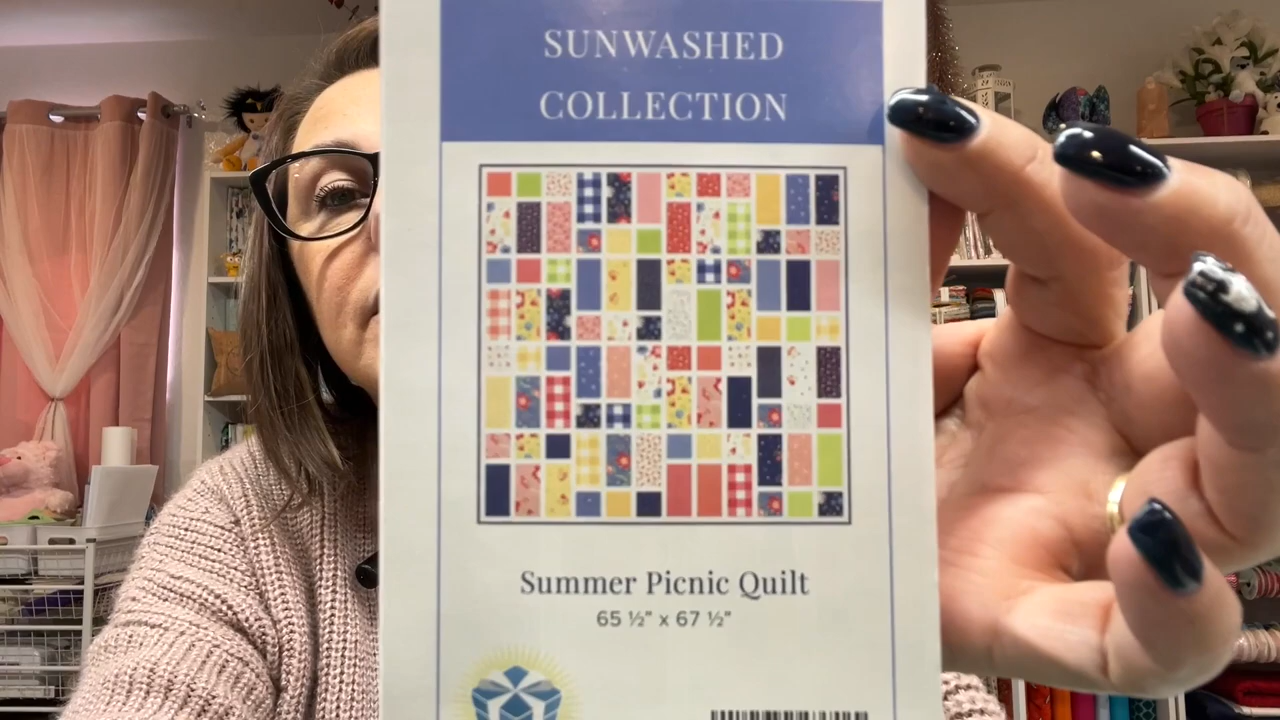 SUNWASHED
COLLECTION
Summer Picnic Quilt
65 ½" x 67 ½"